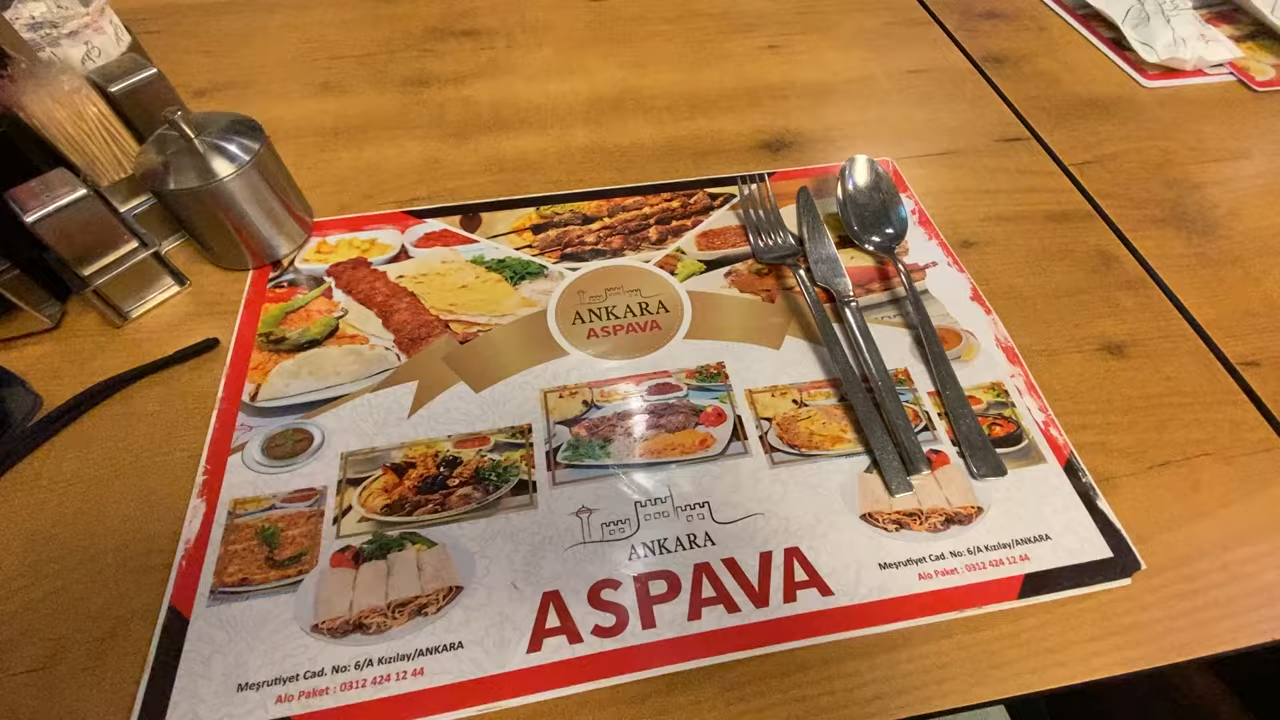 ANKARA
ASPAVA
ANKARA
ASPAVA
Meşrutiyet Cad. No: 6/A Kızılay/ANKARA
Alo Paket : 0312 424 12 44
Meşrutiyet Cad. No: 6/A Kızılay/ANKARA
Alo Paket : 0312 424 12 44